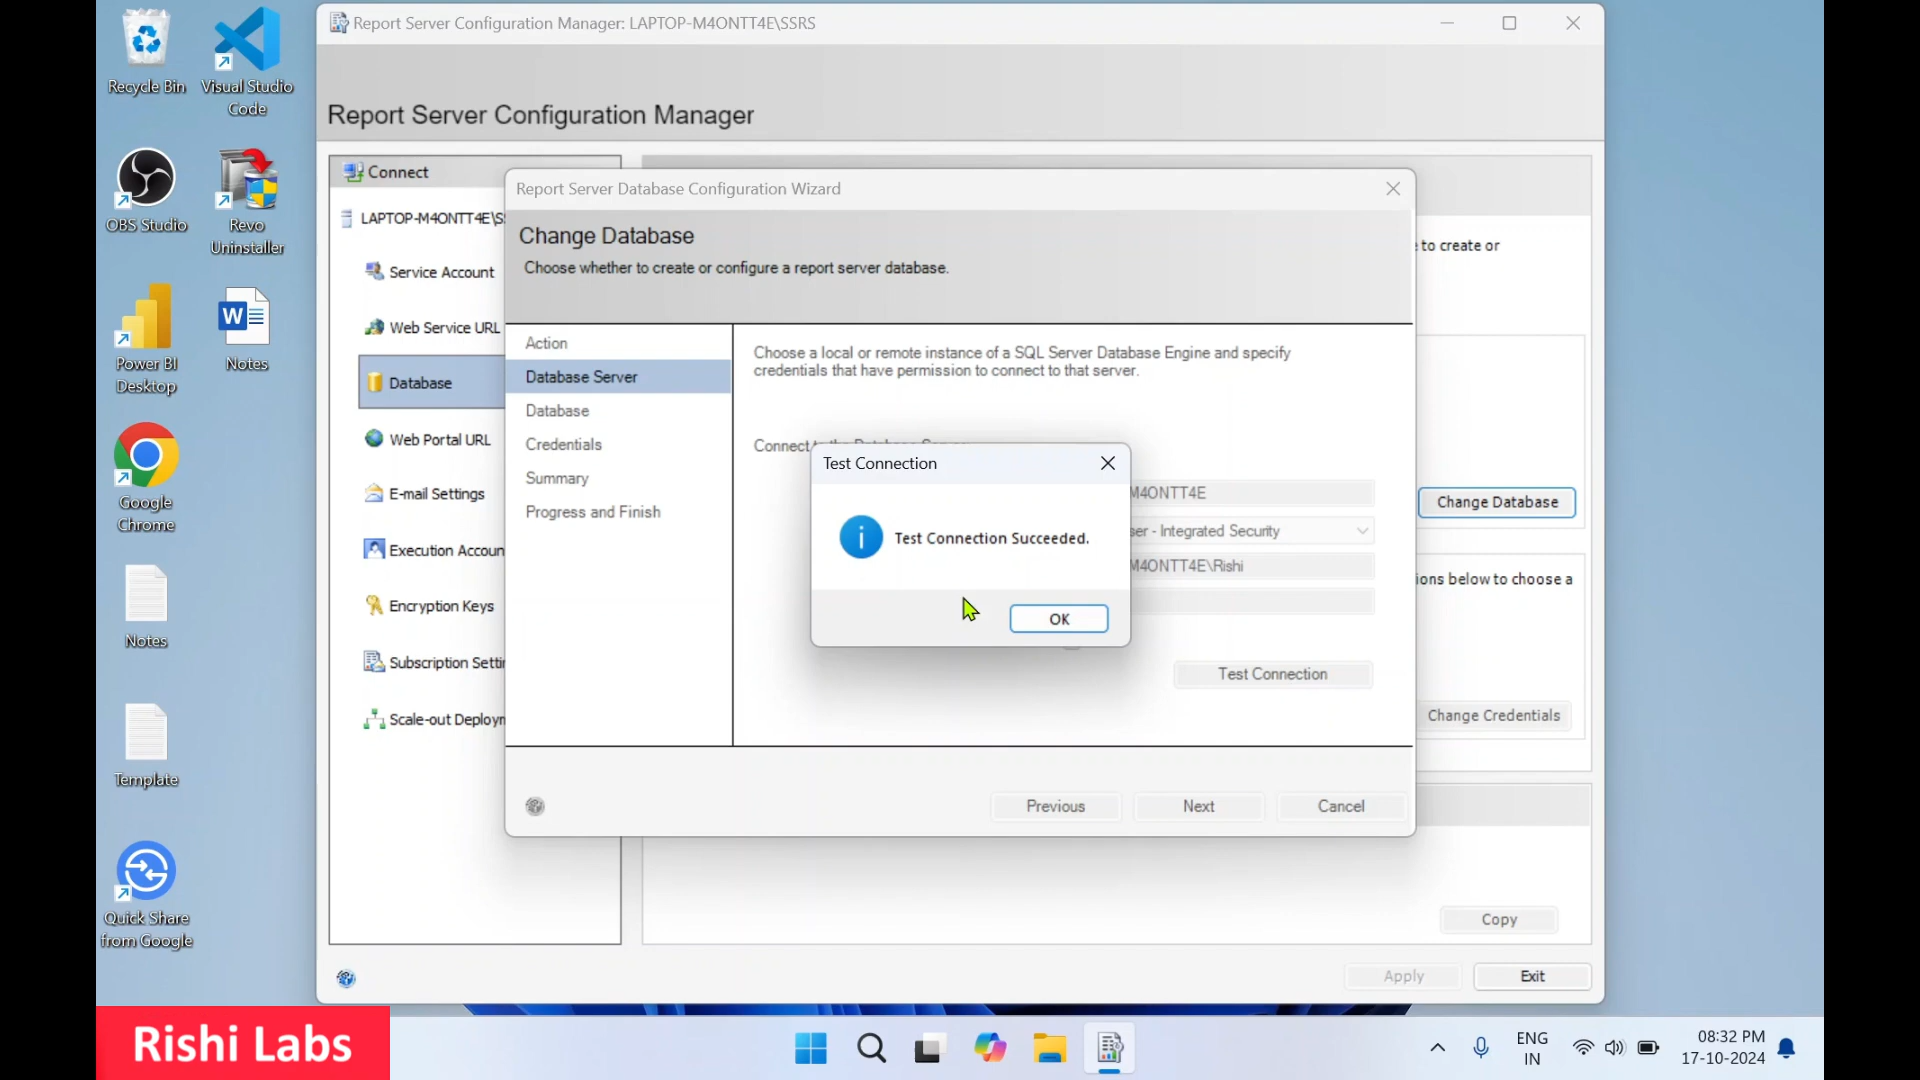 Recycle Bin
Visual Studio
Code
OBS Studio
Revo
Uninstaller
Power BI
Desktop
Notes
Google
Chrome
Notes
Template
Quick Share
from Google
Report Server Configuration Manager: LAPTOP-M4ONTT4E\SSRS
Report Server Configuration Manager
Connect
LAPTOP-M4ONTT4E\S
Service Account
Web Service URL
Database
Web Portal URL
E-mail Settings
Execution Accoun
Encryption Keys
Subscription Setti
Scale-out Deploy
Report Server Database Configuration Wizard
Change Database
Choose whether to create or configure a report server database.
Action
Database Server
Database
Credentials
Summary
Progress and Finish
Choose a local or remote instance of a SQL Server Database Engine and specify
credentials that have permission to connect to that server.
Connect
M4ONTT4E
ser - Integrated Security
M4ONTT4E\Rishi
Test Connection
Test Connection
Test Connection Succeeded.
OK
Previous
Next
Cancel
to create or
Change Database
ions below to choose a
Change Credentials
Copy
Apply
Exit
Rishi Labs
ENG
IN
08:32 PM
17-10-2024